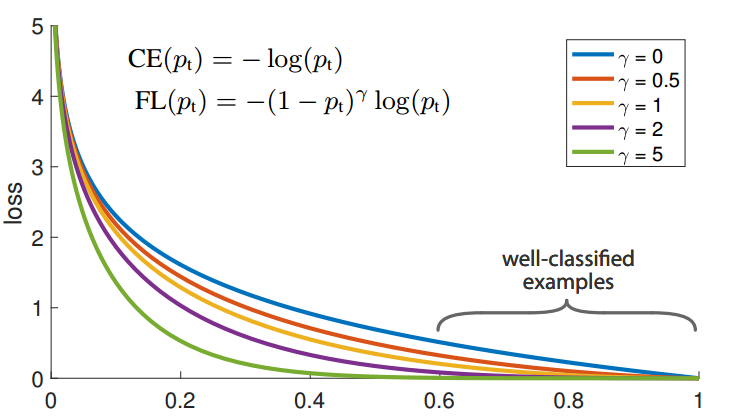 5
4
3
2
1
0
loss
CE(pₜ) = − log(pₜ)
FL(pₜ) = −(1 − pₜ)^γ log(pₜ)
γ = 0
γ = 0.5
γ = 1
γ = 2
γ = 5
well-classified
examples
0 0.2 0.4 0.6 0.8 1